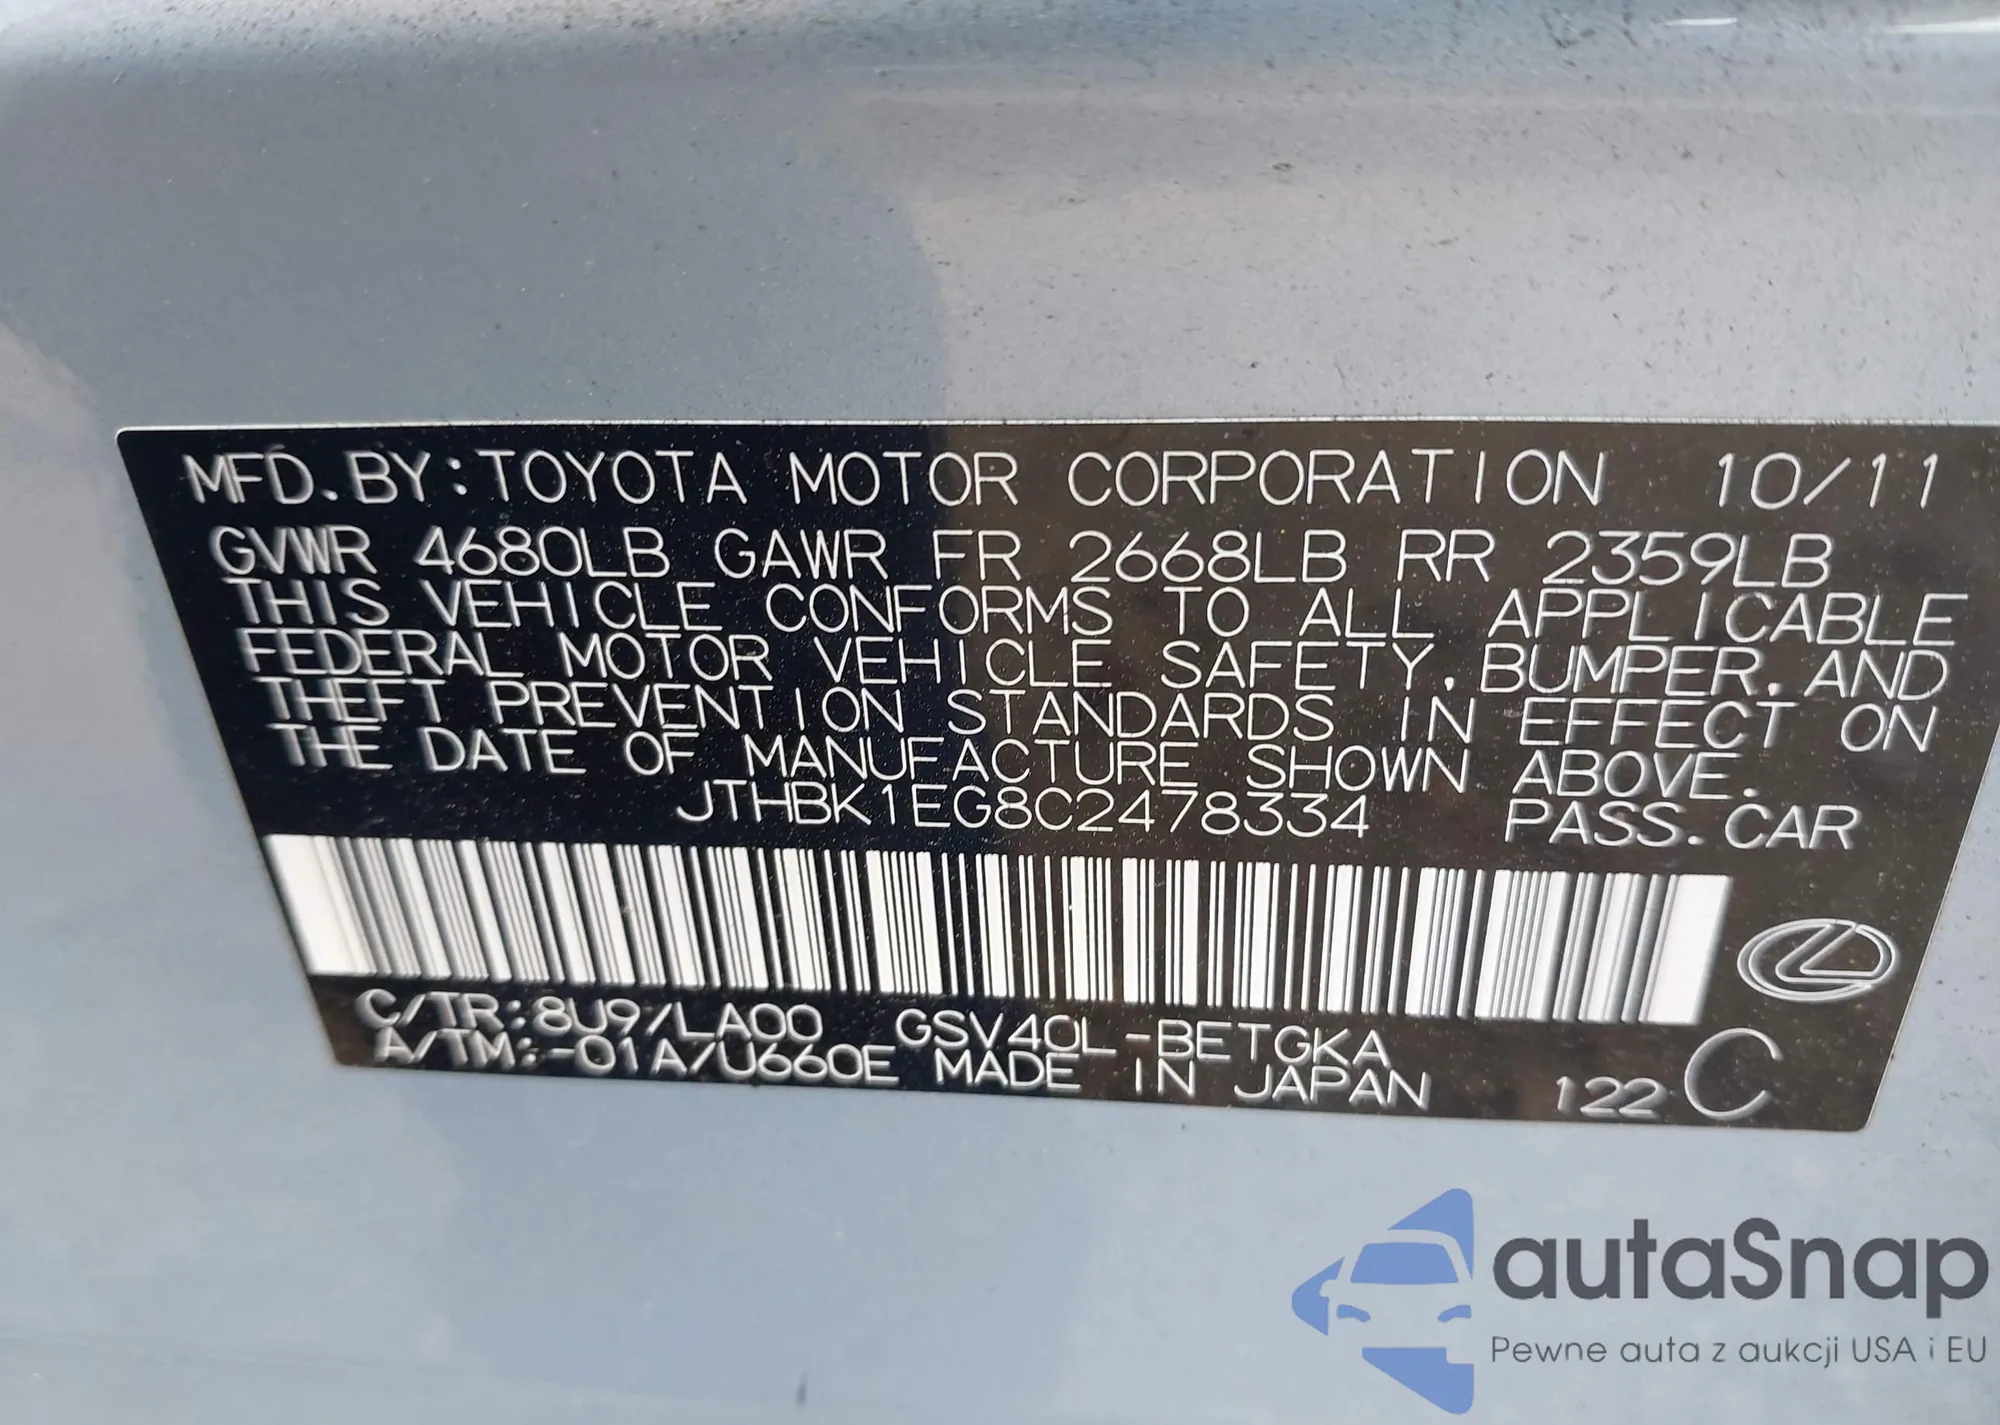 MFD. BY: TOYOTA MOTOR CORPORATION 10/11
GVWR 4680LB GAWR FR 2668LB RR 2359LB
THIS VEHICLE CONFORMS TO ALL APPLICABLE
FEDERAL MOTOR VEHICLE SAFETY, BUMPER, AND
THEFT PREVENTION STANDARDS IN EFFECT ON
THE DATE OF MANUFACTURE SHOWN ABOVE.
JTHBK1EG8C2478334 PASS. CAR
C/TR:8U9/LA00 GSV40L-BETGKA
A/TM:-01A/U660E MADE IN JAPAN 122 C
autaSnap
Pewne auta z aukcji USA i EU